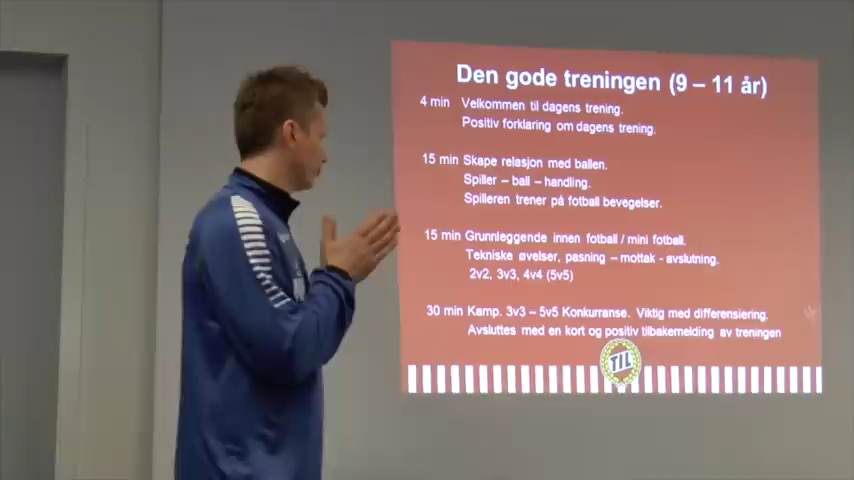 Den gode treningen (9 – 11 år)
4 min Velkommen til dagens trening.
Positiv forklaring om dagens trening.
15 min Skape relasjon med ballen.
Spiller – ball – handling.
Spilleren trener på fotball bevegelser.
15 min Grunnleggende innen fotball / mini fotball.
Tekniske øvelser, pasning – mottak - avslutning.
2v2, 3v3, 4v4 (5v5)
30 min Kamp. 3v3 – 5v5 Konkurranse. Viktig med differensiering.
Avsluttes med en kort og positiv tilbakemelding av treningen
TIL